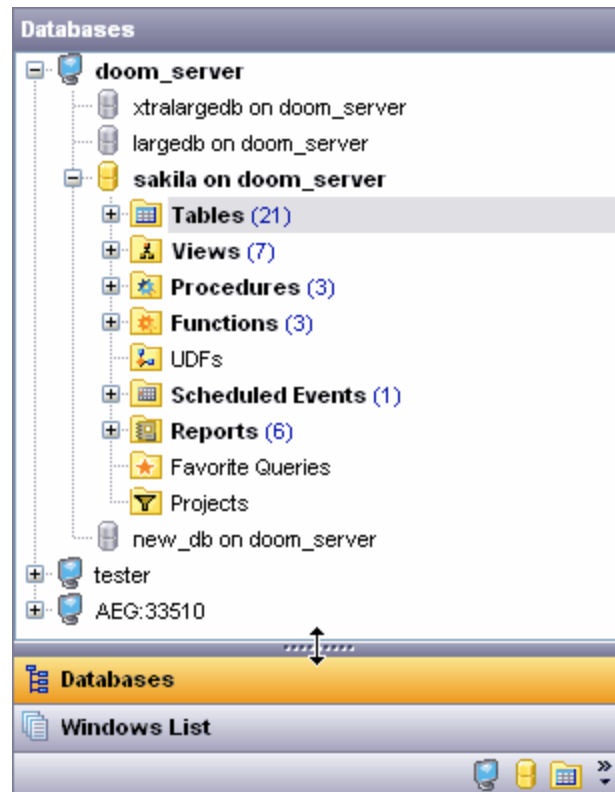 Databases
doom_server
xtralargedb on doom_server
largedb on doom_server
sakila on doom_server
Tables (21)
Views (7)
Procedures (3)
Functions (3)
UDFs
Scheduled Events (1)
Reports (6)
Favorite Queries
Projects
new_db on doom_server
tester
AEG:33510
Databases
Windows List